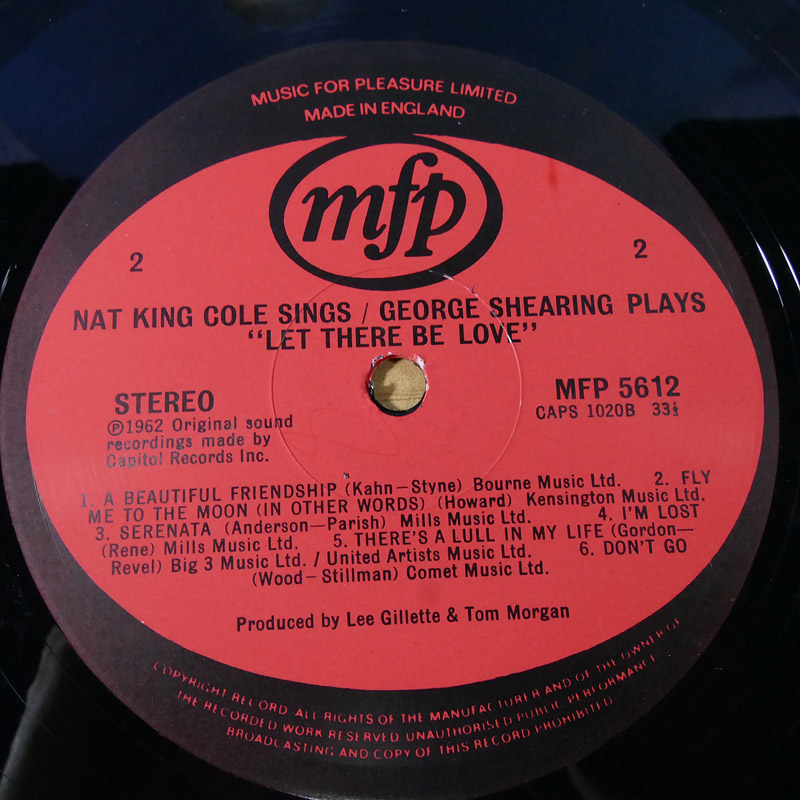 MUSIC FOR PLEASURE LIMITED
MADE IN ENGLAND
mfp
2 2
NAT KING COLE SINGS / GEORGE SHEARING PLAYS
“LET THERE BE LOVE”
STEREO MFP 5612
Ⓟ1962 Original sound CAPS 1020B 33⅓
recordings made by
Capitol Records Inc.
1. A BEAUTIFUL FRIENDSHIP (Kahn—Styne) Bourne Music Ltd. 2. FLY
ME TO THE MOON (IN OTHER WORDS) (Howard) Kensington Music Ltd.
3. SERENATA (Anderson—Parish) Mills Music Ltd. 4. I'M LOST
(Rene) Mills Music Ltd. 5. THERE'S A LULL IN MY LIFE (Gordon—
Revel) Big 3 Music Ltd. / United Artists Music Ltd. 6. DON'T GO
(Wood—Stillman) Comet Music Ltd.
Produced by Lee Gillette & Tom Morgan
COPYRIGHT RECORD ALL RIGHTS OF THE MANUFACTURER AND OF THE OWNER OF
THE RECORDED WORK RESERVED UNAUTHORISED PUBLIC PERFORMANCE
BROADCASTING AND COPY OF THIS RECORD PROHIBITED